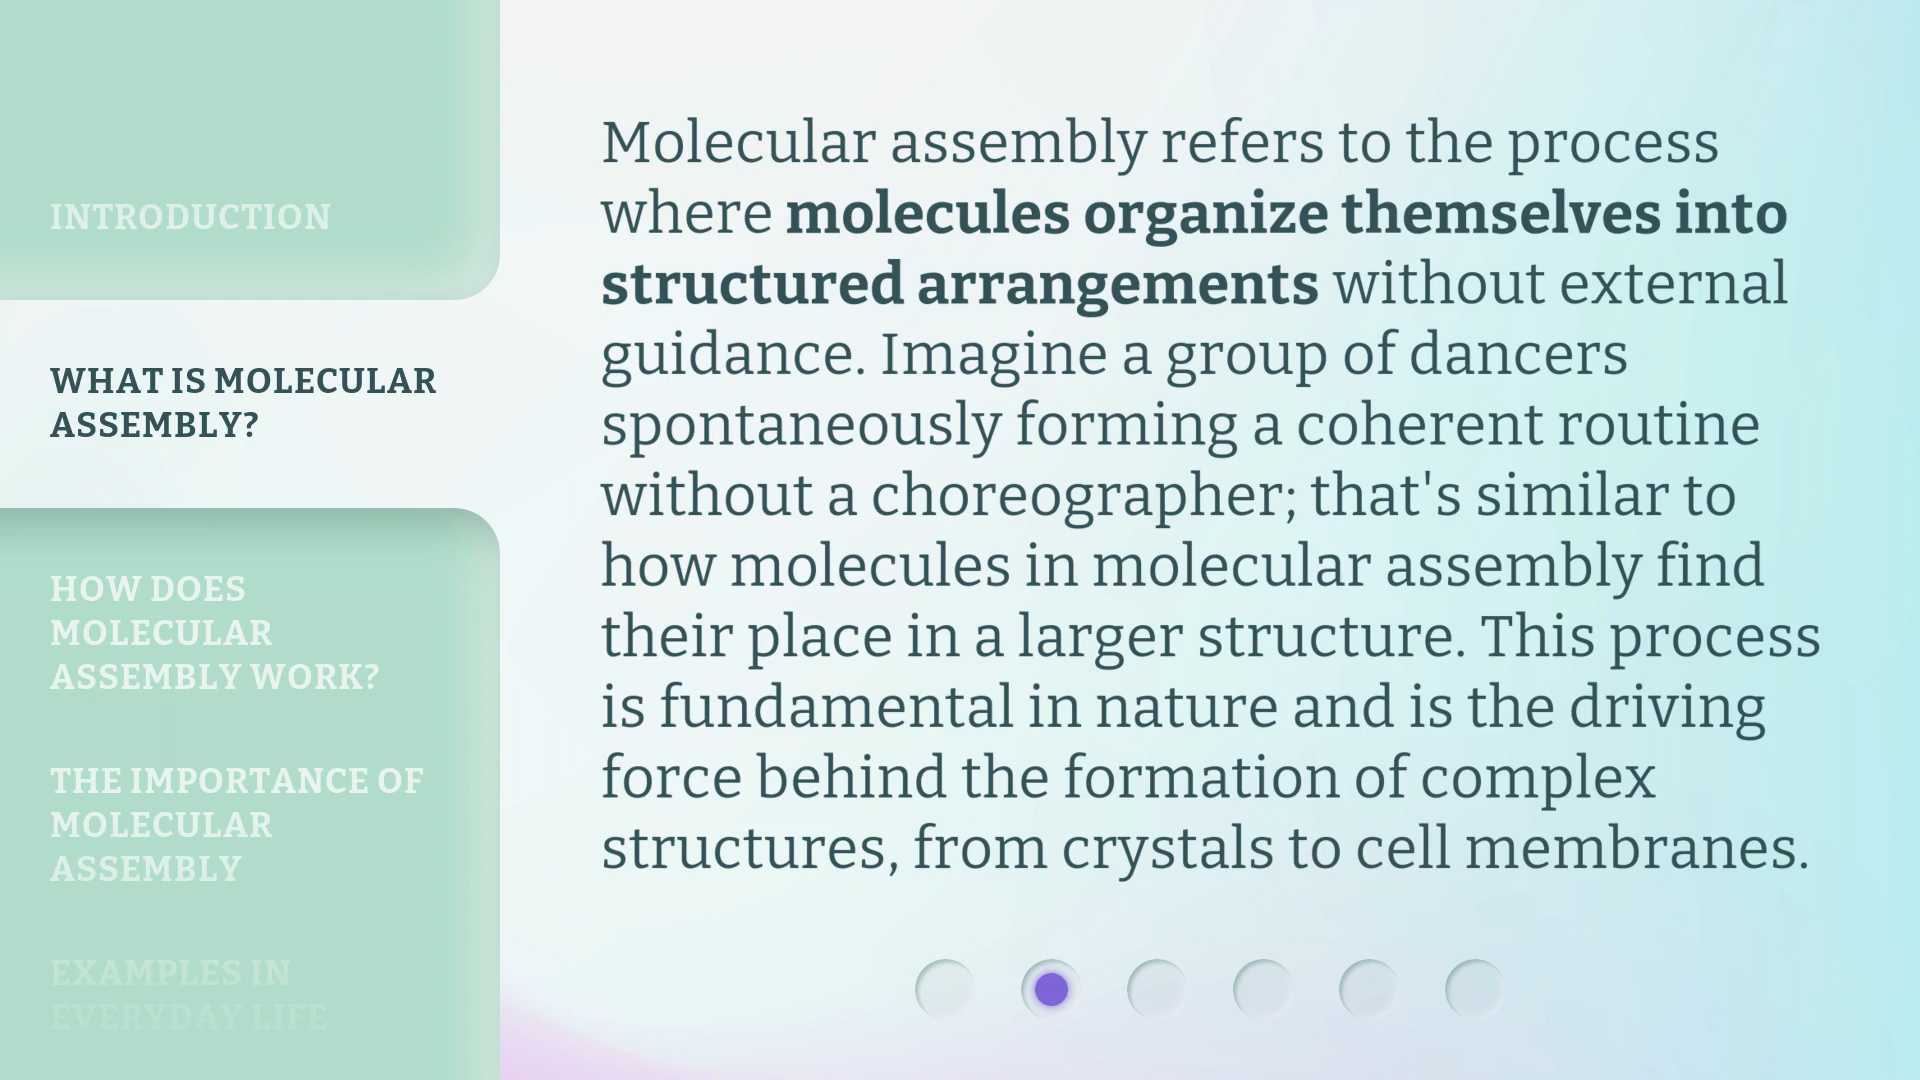 INTRODUCTION
WHAT IS MOLECULAR
ASSEMBLY?
HOW DOES
MOLECULAR
ASSEMBLY WORK?
THE IMPORTANCE OF
MOLECULAR
ASSEMBLY
EXAMPLES IN
EVERYDAY LIFE
Molecular assembly refers to the process
where molecules organize themselves into
structured arrangements without external
guidance. Imagine a group of dancers
spontaneously forming a coherent routine
without a choreographer; that's similar to
how molecules in molecular assembly find
their place in a larger structure. This process
is fundamental in nature and is the driving
force behind the formation of complex
structures, from crystals to cell membranes.